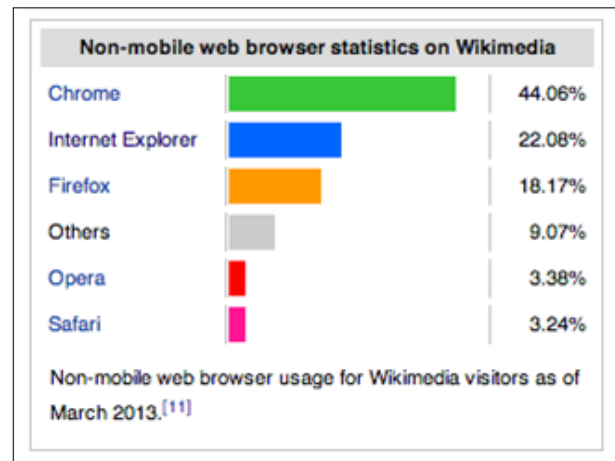 Non-mobile web browser statistics on Wikimedia
Chrome 44.06%
Internet Explorer 22.08%
Firefox 18.17%
Others 9.07%
Opera 3.38%
Safari 3.24%
Non-mobile web browser usage for Wikimedia visitors as of
March 2013.[11]